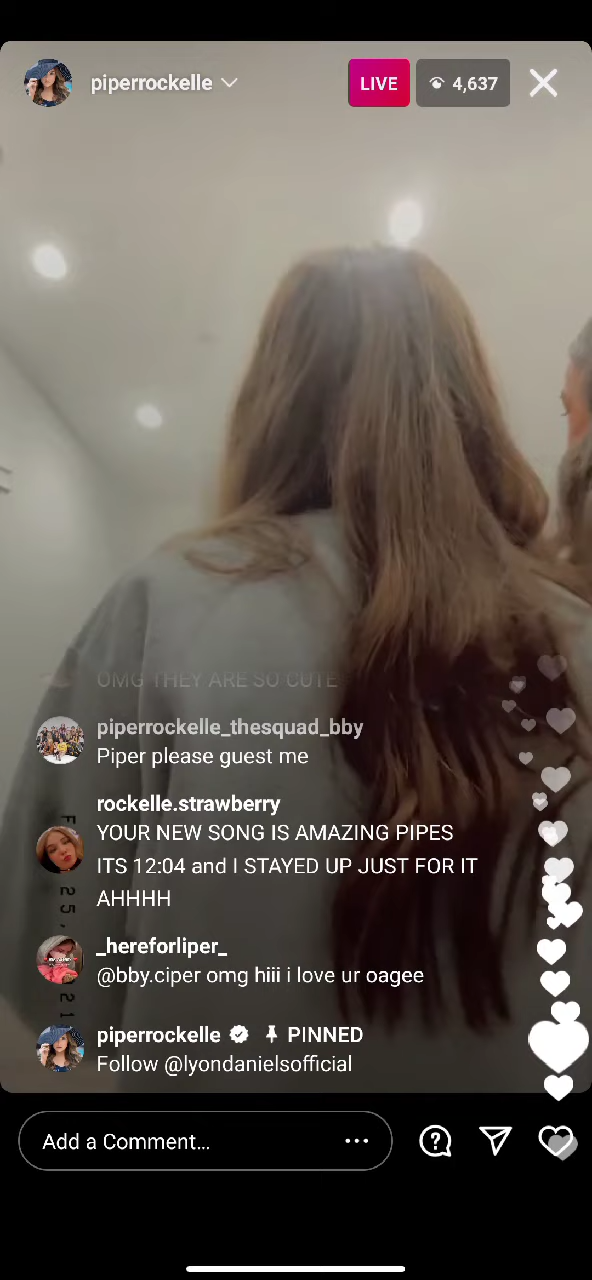 piperrockelle
LIVE
4,637
OMG THEY ARE SO CUTE
piperrockelle_thesquad_bby
Piper please guest me
rockelle.strawberry
YOUR NEW SONG IS AMAZING PIPES
ITS 12:04 and I STAYED UP JUST FOR IT
AHHHH
_hereforliper_
@bby.ciper omg hiii i love ur oagee
piperrockelle PINNED
Follow @lyondanielsofficial
Add a Comment...